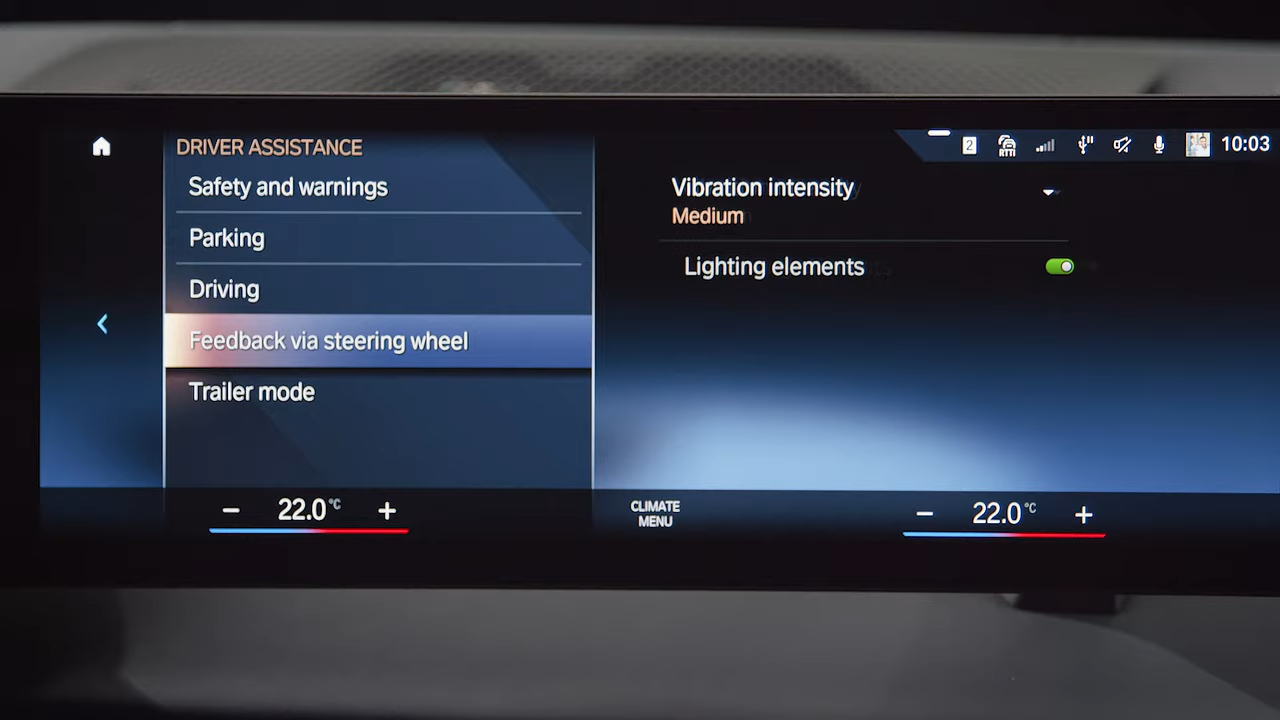 DRIVER ASSISTANCE
Safety and warnings
Parking
Driving
Feedback via steering wheel
Trailer mode
2
RTTI
10:03
Vibration intensity
Medium
Lighting elements
22.0°C
CLIMATE
MENU
22.0°C